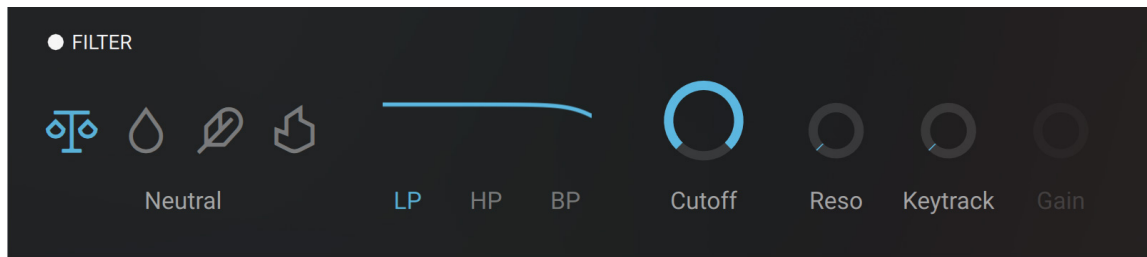 FILTER
Neutral
LP HP BP
Cutoff
Reso
Keytrack
Gain